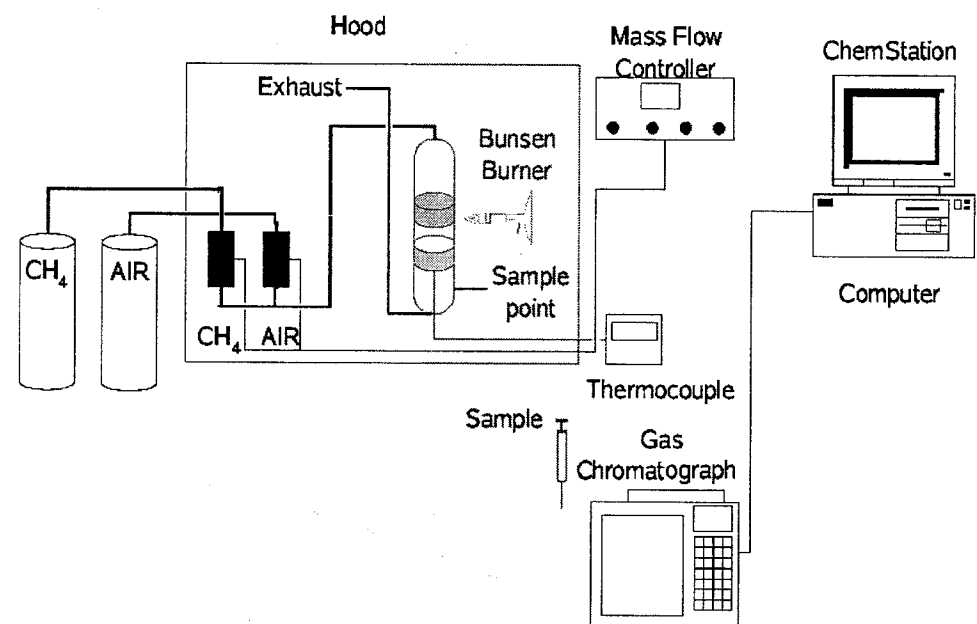 Hood
Mass Flow
Controller
ChemStation
Exhaust
Bunsen
Burner
CH₄
AIR
Sample
point
CH₄
AIR
Computer
Thermocouple
Sample
Gas
Chromatograph